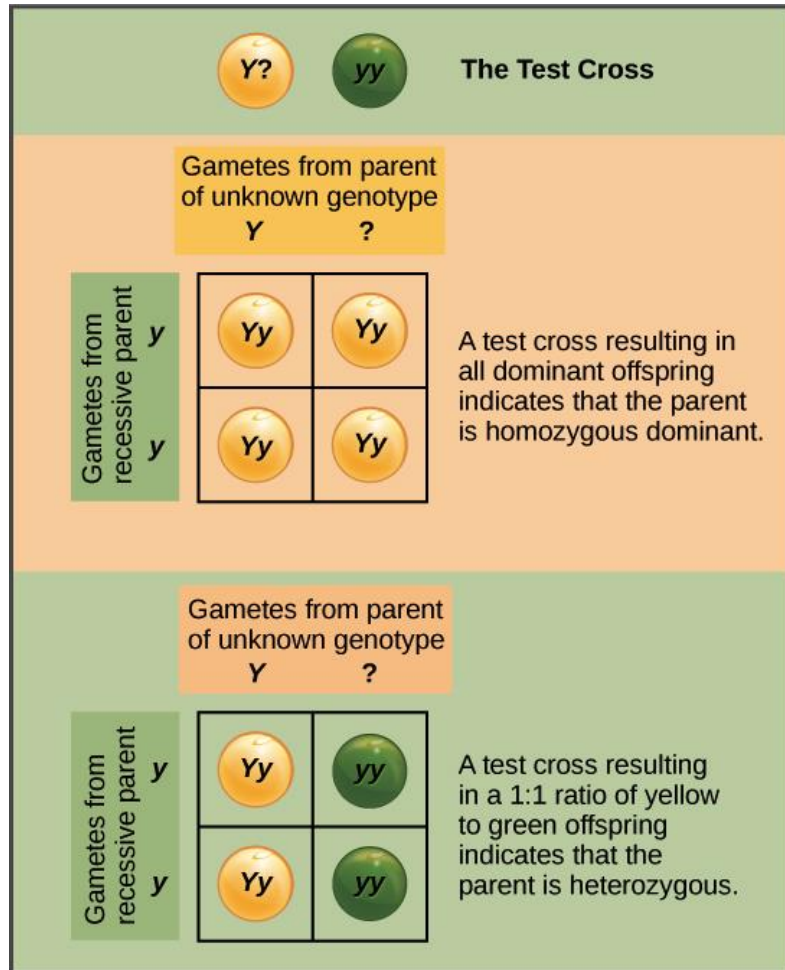 Y? yy The Test Cross
Gametes from parent
of unknown genotype
Y ?
Gametes from
recessive parent
y
y
Yy Yy
Yy Yy
A test cross resulting in
all dominant offspring
indicates that the parent
is homozygous dominant.
Gametes from parent
of unknown genotype
Y ?
Gametes from
recessive parent
y
y
Yy yy
Yy yy
A test cross resulting
in a 1:1 ratio of yellow
to green offspring
indicates that the
parent is heterozygous.